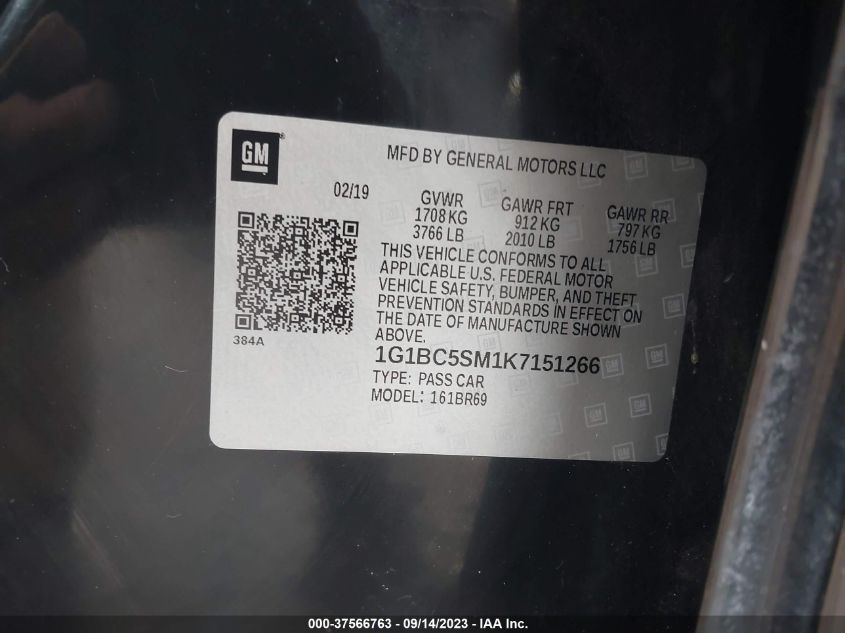 GM ®
MFD BY GENERAL MOTORS LLC
02/19
GVWR
1708 KG
3766 LB
GAWR FRT
912 KG
2010 LB
GAWR RR
797 KG
1756 LB
THIS VEHICLE CONFORMS TO ALL
APPLICABLE U.S. FEDERAL MOTOR
VEHICLE SAFETY, BUMPER, AND THEFT
PREVENTION STANDARDS IN EFFECT ON
THE DATE OF MANUFACTURE SHOWN
ABOVE.
384A
1G1BC5SM1K7151266
TYPE: PASS CAR
MODEL: 161BR69
000-37566763 - 09/14/2023 - IAA Inc.